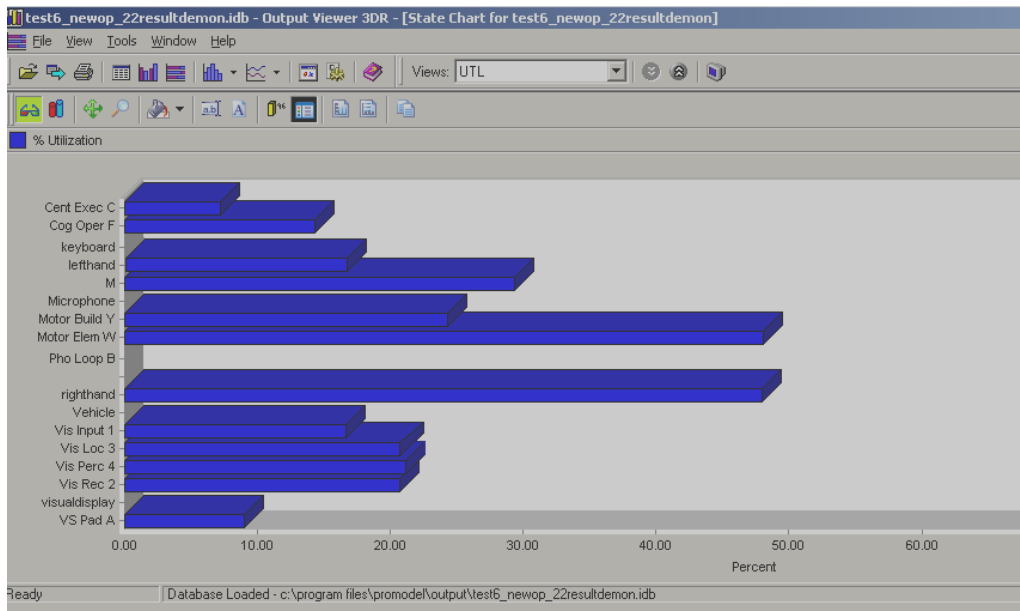 test6_newop_22resultdemon.idb - Output Viewer 3DR - [State Chart for test6_newop_22resultdemon]
File View Tools Window Help
Views: UTL
% Utilization
Cent Exec C
Cog Oper F
keyboard
lefthand
M
Microphone
Motor Build Y
Motor Elem W
Pho Loop B
righthand
Vehicle
Vis Input 1
Vis Loc 3
Vis Perc 4
Vis Rec 2
visualdisplay
VS Pad A
0.00 10.00 20.00 30.00 40.00 50.00 60.00
Percent
Ready Database Loaded - c:\program files\promodel\output\test6_newop_22resultdemon.idb